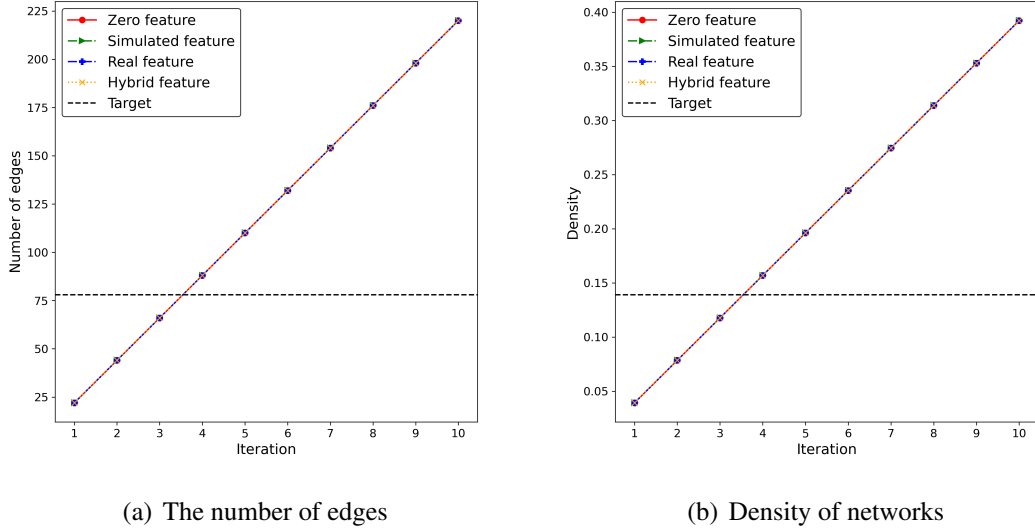 Zero feature
Simulated feature
Real feature
Hybrid feature
Target
225
200
175
150
125
100
75
50
25
Number of edges
1 2 3 4 5 6 7 8 9 10
Iteration
(a) The number of edges
Zero feature
Simulated feature
Real feature
Hybrid feature
Target
0.40
0.35
0.30
0.25
0.20
0.15
0.10
0.05
Density
1 2 3 4 5 6 7 8 9 10
Iteration
(b) Density of networks